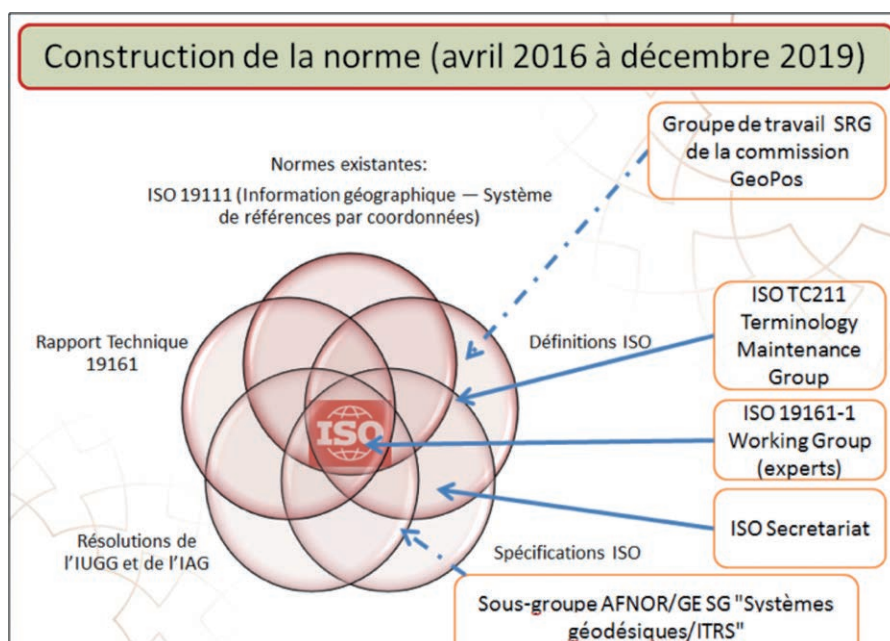 Construction de la norme (avril 2016 à décembre 2019)
Groupe de travail SRG
de la commission
GeoPos
Normes existantes:
ISO 19111 (Information géographique — Système
de références par coordonnées)
Rapport Technique
19161
Définitions ISO
ISO TC211
Terminology
Maintenance
Group
ISO
ISO 19161-1
Working Group
(experts)
ISO Secretariat
Résolutions de
l'IUGG et de l'IAG
Spécifications ISO
Sous-groupe AFNOR/GE SG "Systèmes
géodésiques/ITRS"